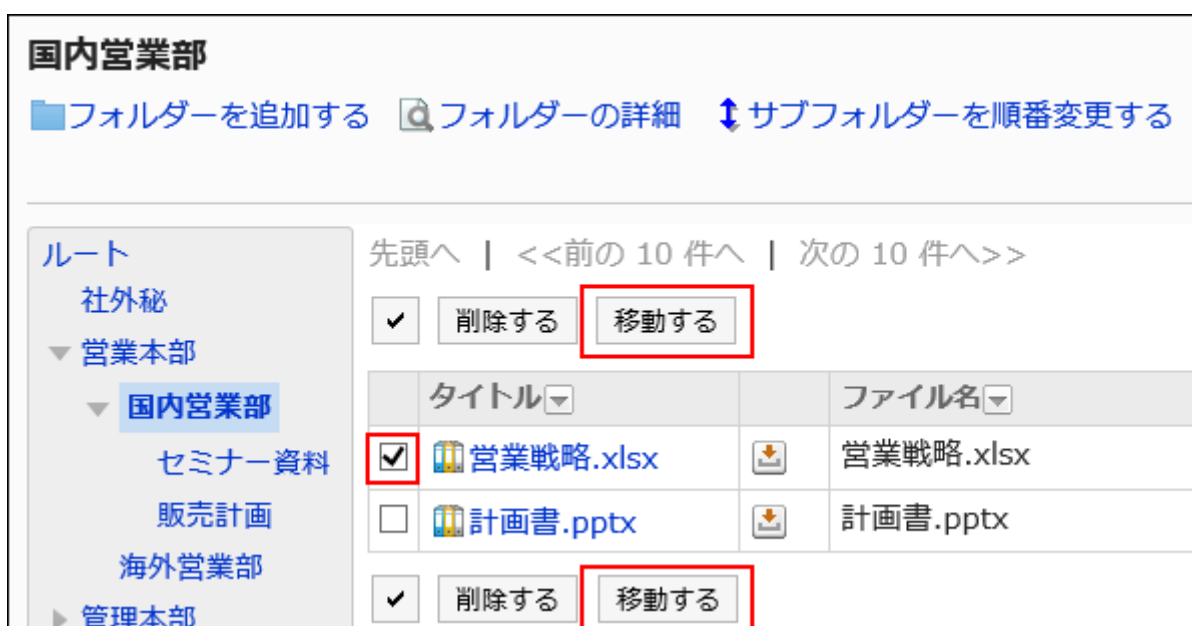 国内営業部
フォルダーを追加する フォルダーの詳細 サブフォルダーを順番変更する
ルート
社外秘
営業本部
国内営業部
セミナー資料
販売計画
海外営業部
管理本部
先頭へ | <<前の 10 件へ | 次の 10 件へ>>
削除する 移動する
タイトル ファイル名
営業戦略.xlsx 営業戦略.xlsx
計画書.pptx 計画書.pptx
削除する 移動する